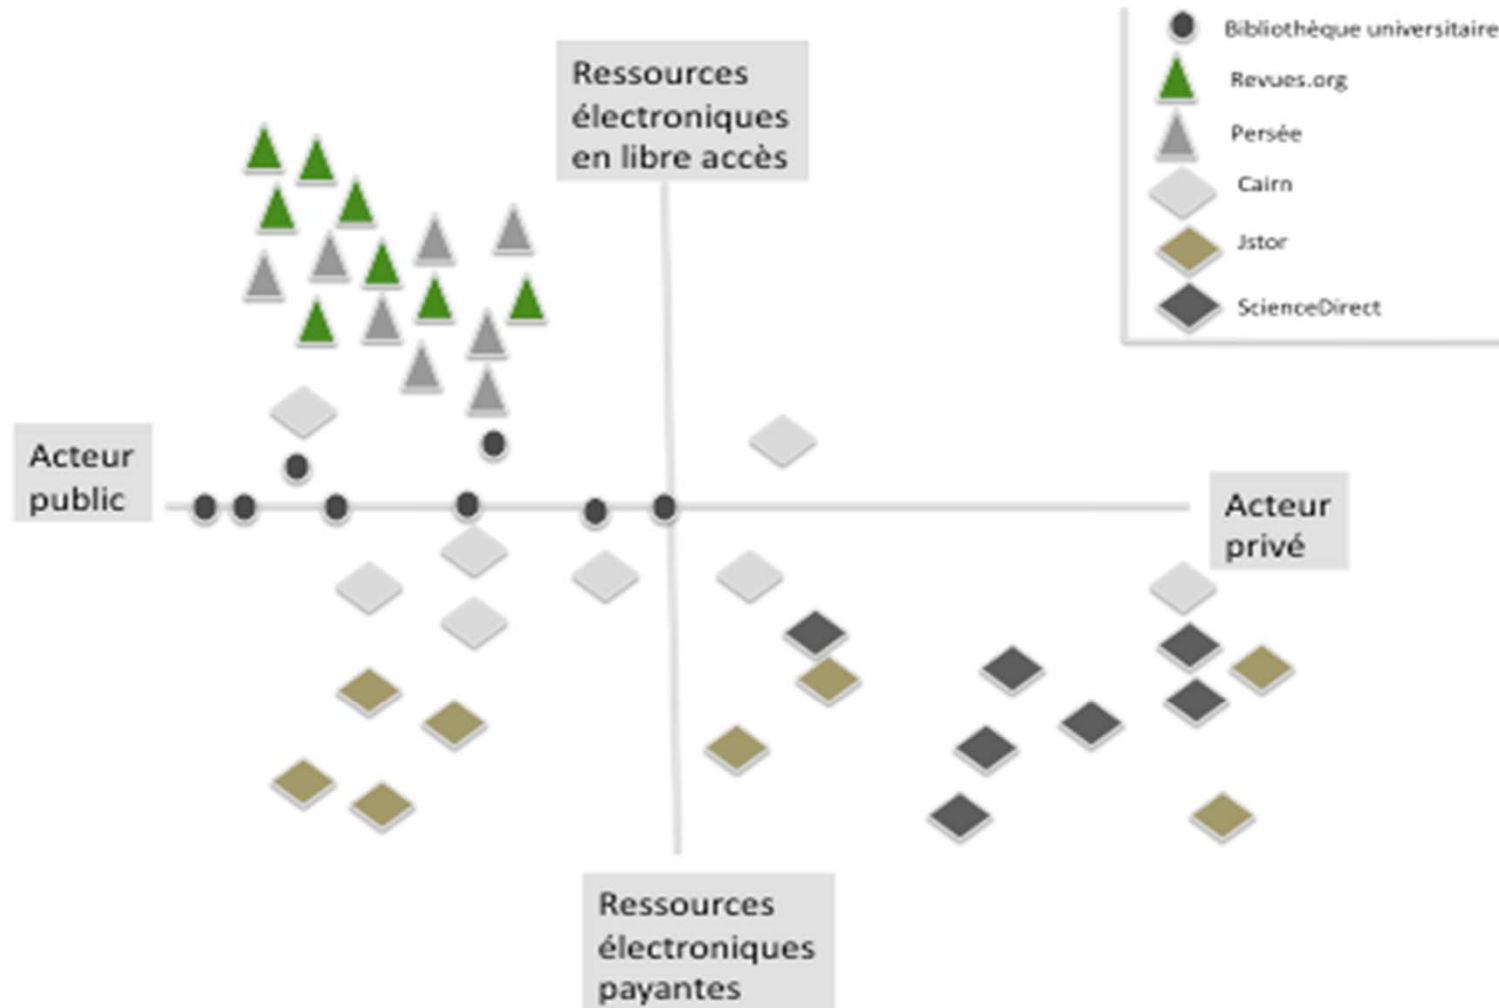 Bibliothèque universitaire
Revues.org
Persée
Cairn
Jstor
ScienceDirect
Ressources
électroniques
en libre accès
Acteur
public
Acteur
privé
Ressources
électroniques
payantes